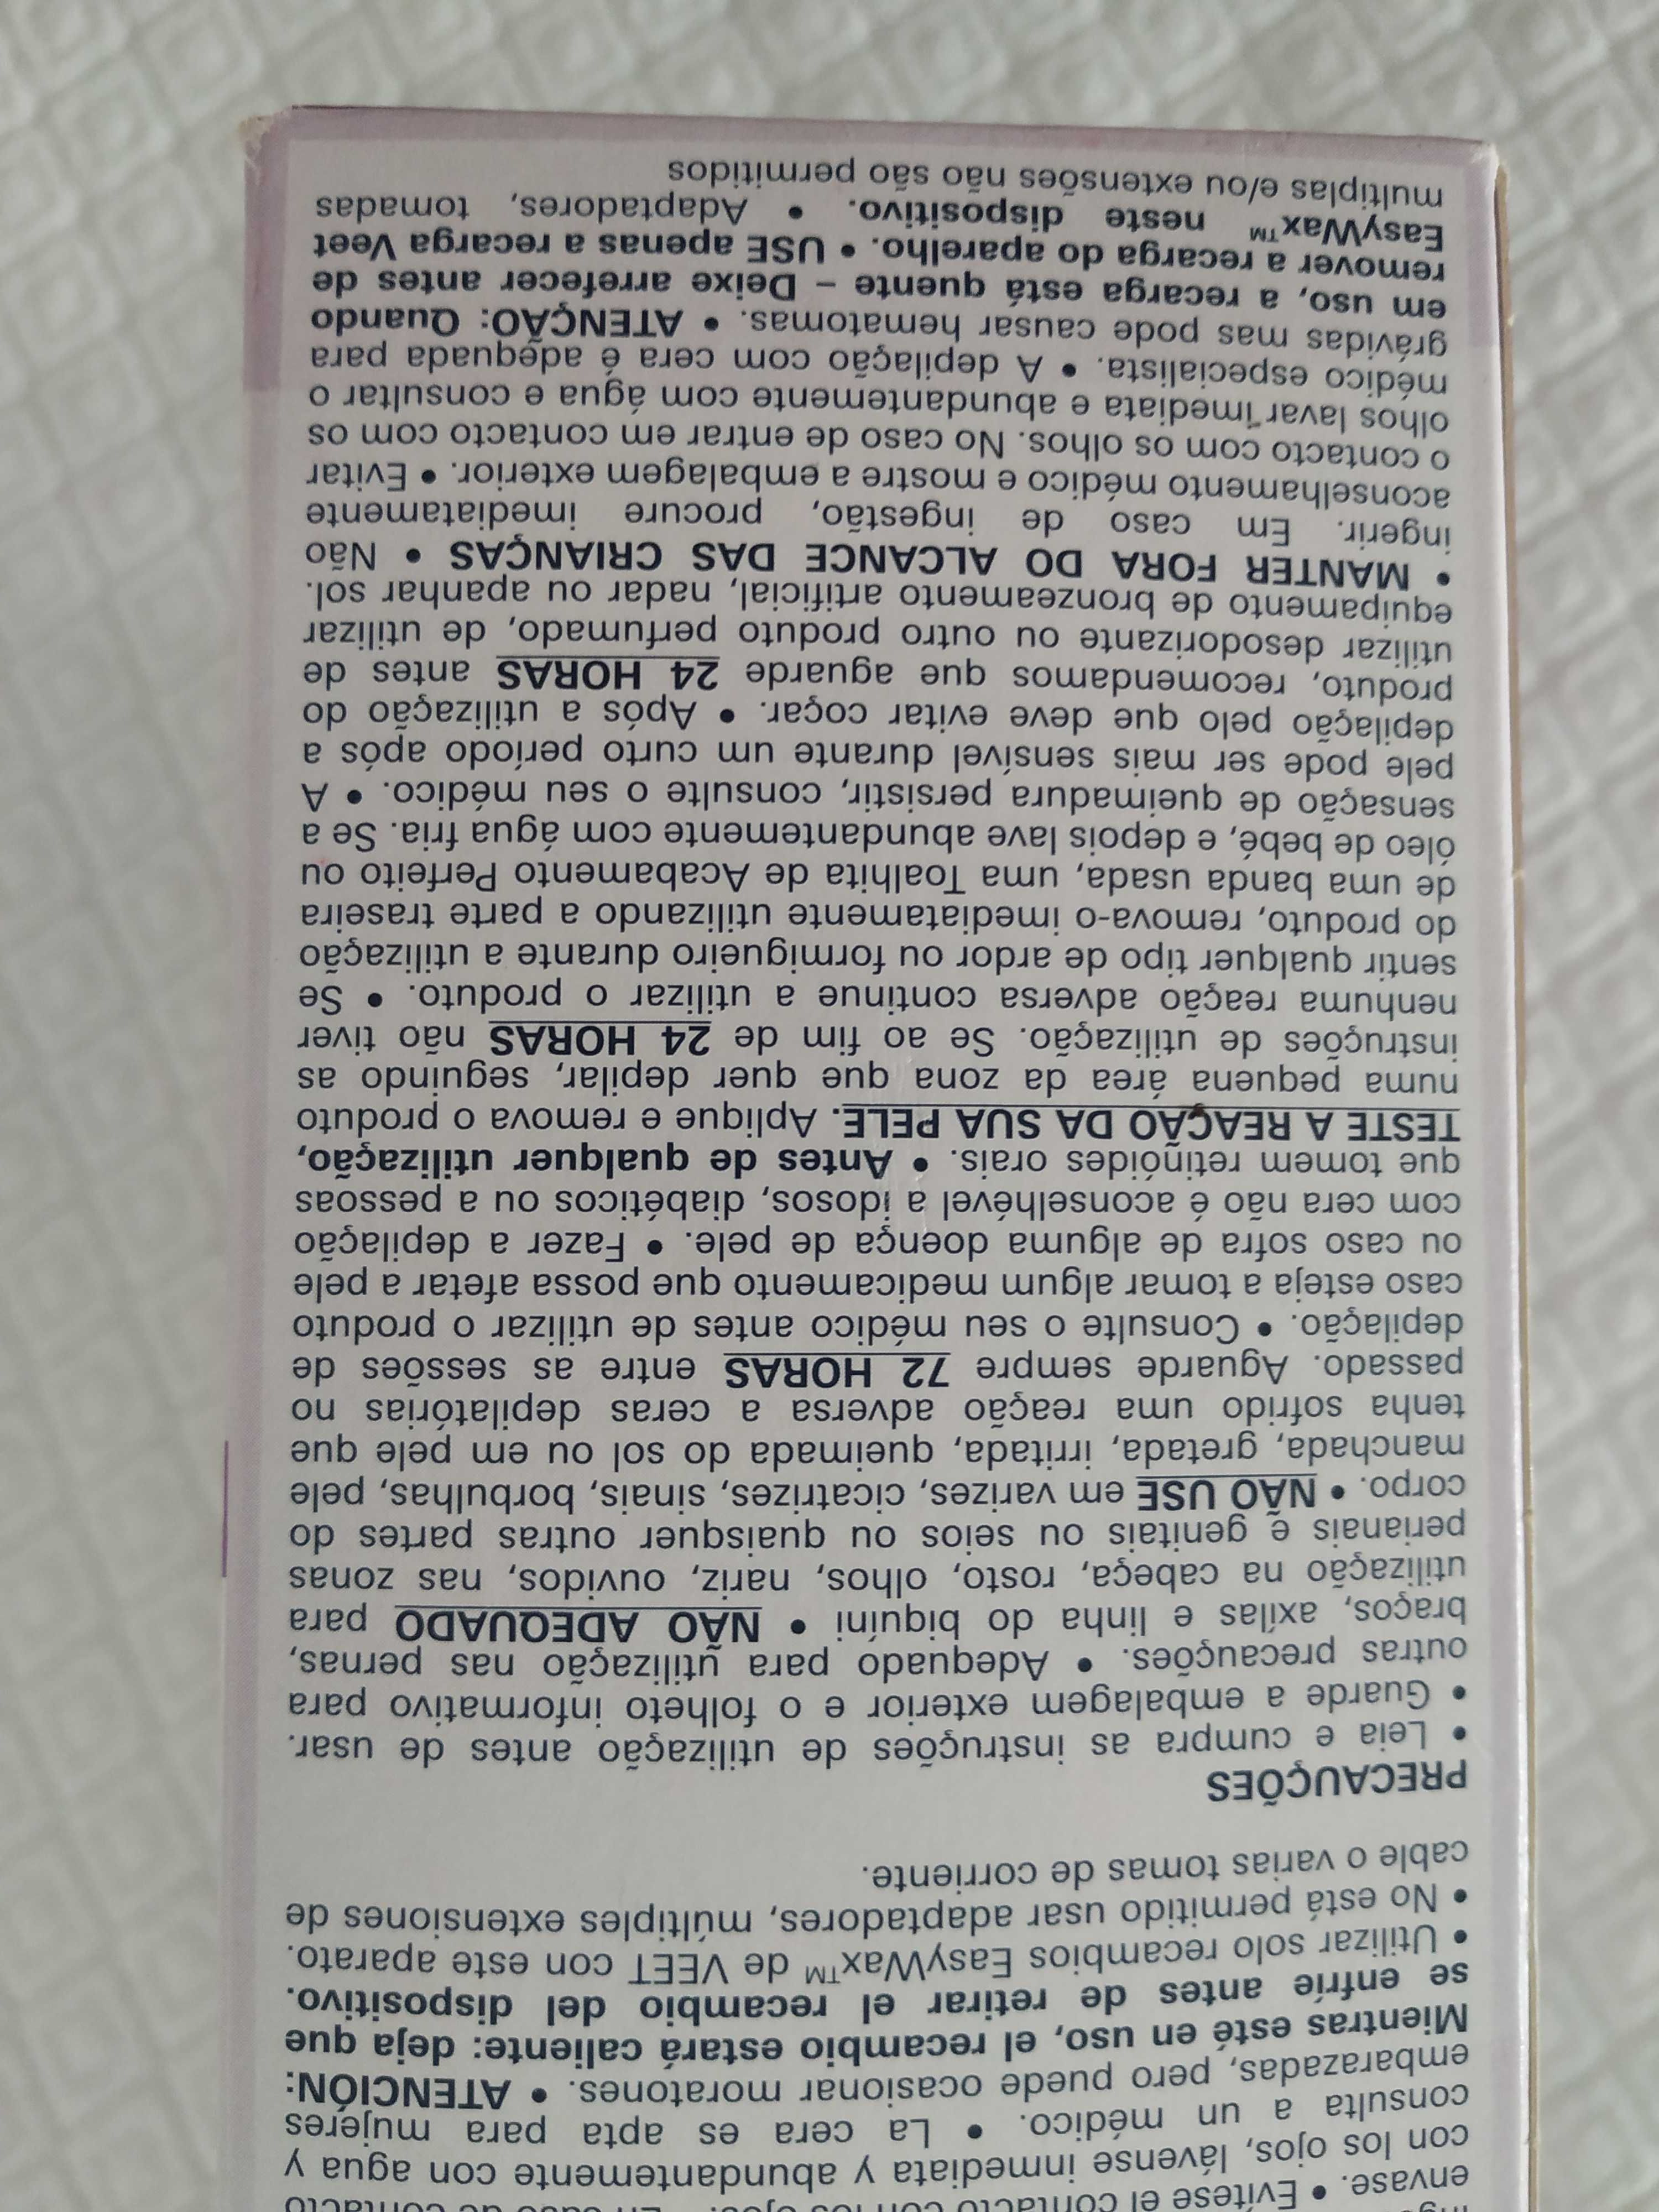 envase. • Evítese el contacto con los ojos.
con los ojos, lávense inmediata y abundantemente con agua y
consulta a un médico. • La cera es apta para mujeres
embarazadas, pero puede ocasionar moratones. • ATENCIÓN:
Mientras esté en uso, el recambio estará caliente: deja que
se enfríe antes de retirar el recambio del dispositivo.
• Utilizar solo recambios EasyWax™ de VEET con este aparato.
• No está permitido usar adaptadores, múltiples extensiones de
cable o varias tomas de corriente.
PRECAUÇÕES
• Leia e cumpra as instruções de utilização antes de usar.
• Guarde a embalagem exterior e o folheto informativo para
outras precauções. • Adequado para utilização nas pernas,
braços, axilas e linha do biquíni • NÃO ADEQUADO para
utilização na cabeça, rosto, olhos, nariz, ouvidos, nas zonas
perianais e genitais ou seios ou quaisquer outras partes do
corpo. • NÃO USE em varizes, cicatrizes, sinais, borbulhas, pele
manchada, gretada, irritada, queimada do sol ou em pele que
tenha sofrido uma reação adversa a ceras depilatórias no
passado. Aguarde sempre 72 HORAS entre as sessões de
depilação. • Consulte o seu médico antes de utilizar o produto
caso esteja a tomar algum medicamento que possa afetar a pele
ou caso sofra de alguma doença de pele. • Fazer a depilação
com cera não é aconselhével a idosos, diabéticos ou a pessoas
que tomem retinóides orais. • Antes de qualquer utilização,
TESTE A REAÇÃO DA SUA PELE. Aplique e remova o produto
numa pequena área da zona que quer depilar, seguindo as
instruções de utilização. Se ao fim de 24 HORAS não tiver
nenhuma reação adversa continue a utilizar o produto. • Se
sentir qualquer tipo de ardor ou formigueiro durante a utilização
do produto, remova-o imediatamente utilizando a parte traseira
de uma banda usada, uma Toalhita de Acabamento Perfeito ou
óleo de bebé, e depois lave abundantemente com água fria. Se a
sensação de queimadura persistir, consulte o seu médico. • A
pele pode ser mais sensível durante um curto período após a
depilação pelo que deve evitar coçar. • Após a utilização do
produto, recomendamos que aguarde 24 HORAS antes de
utilizar desodorizante ou outro produto perfumado, de utilizar
equipamento de bronzeamento artificial, nadar ou apanhar sol.
• MANTER FORA DO ALCANCE DAS CRIANÇAS • Não
ingerir. Em caso de ingestão, procure imediatamente
aconselhamento médico e mostre a embalagem exterior. • Evitar
o contacto com os olhos. No caso de entrar em contacto com os
olhos lavar imediata e abundantemente com água e consultar o
médico especialista. • A depilação com cera é adequada para
grávidas mas pode causar hematomas. • ATENÇÃO: Quando
em uso, a recarga está quente – Deixe arrefecer antes de
remover a recarga do aparelho. • USE apenas a recarga Veet
EasyWax™ neste dispositivo. • Adaptadores, tomadas
multiplas e/ou extensões não são permitidos